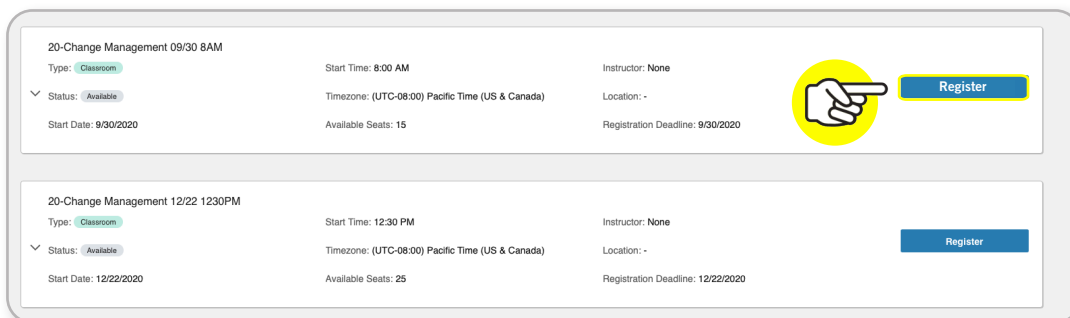 20-Change Management 09/30 8AM
Type: Classroom Start Time: 8:00 AM Instructor: None
Status: Available Timezone: (UTC-08:00) Pacific Time (US & Canada) Location: - Register
Start Date: 9/30/2020 Available Seats: 15 Registration Deadline: 9/30/2020
20-Change Management 12/22 1230PM
Type: Classroom Start Time: 12:30 PM Instructor: None
Status: Available Timezone: (UTC-08:00) Pacific Time (US & Canada) Location: - Register
Start Date: 12/22/2020 Available Seats: 25 Registration Deadline: 12/22/2020